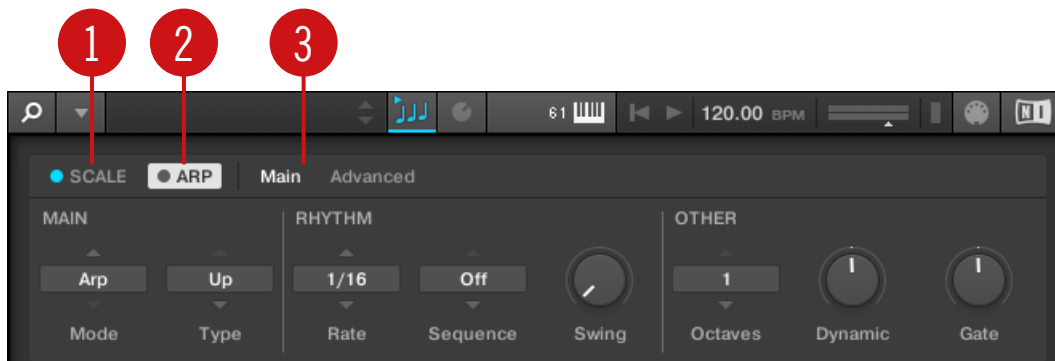 1 2 3
61 120.00 BPM NI
SCALE ARP Main Advanced
MAIN RHYTHM OTHER
Arp Up 1/16 Off 1
Mode Type Rate Sequence Swing Octaves Dynamic Gate